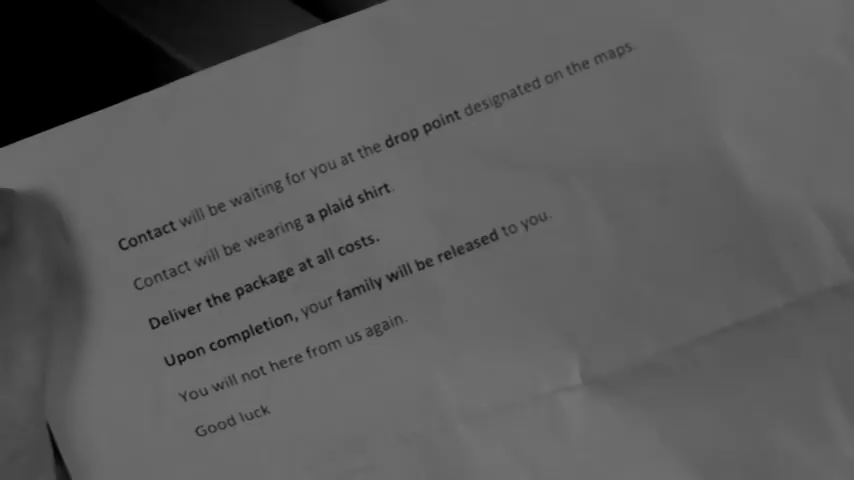 Contact will be waiting for you at the drop point designated on the maps.
Contact will be wearing a plaid shirt.
Deliver the package at all costs.
Upon completion, your family will be released to you.
You will not here from us again.
Good luck